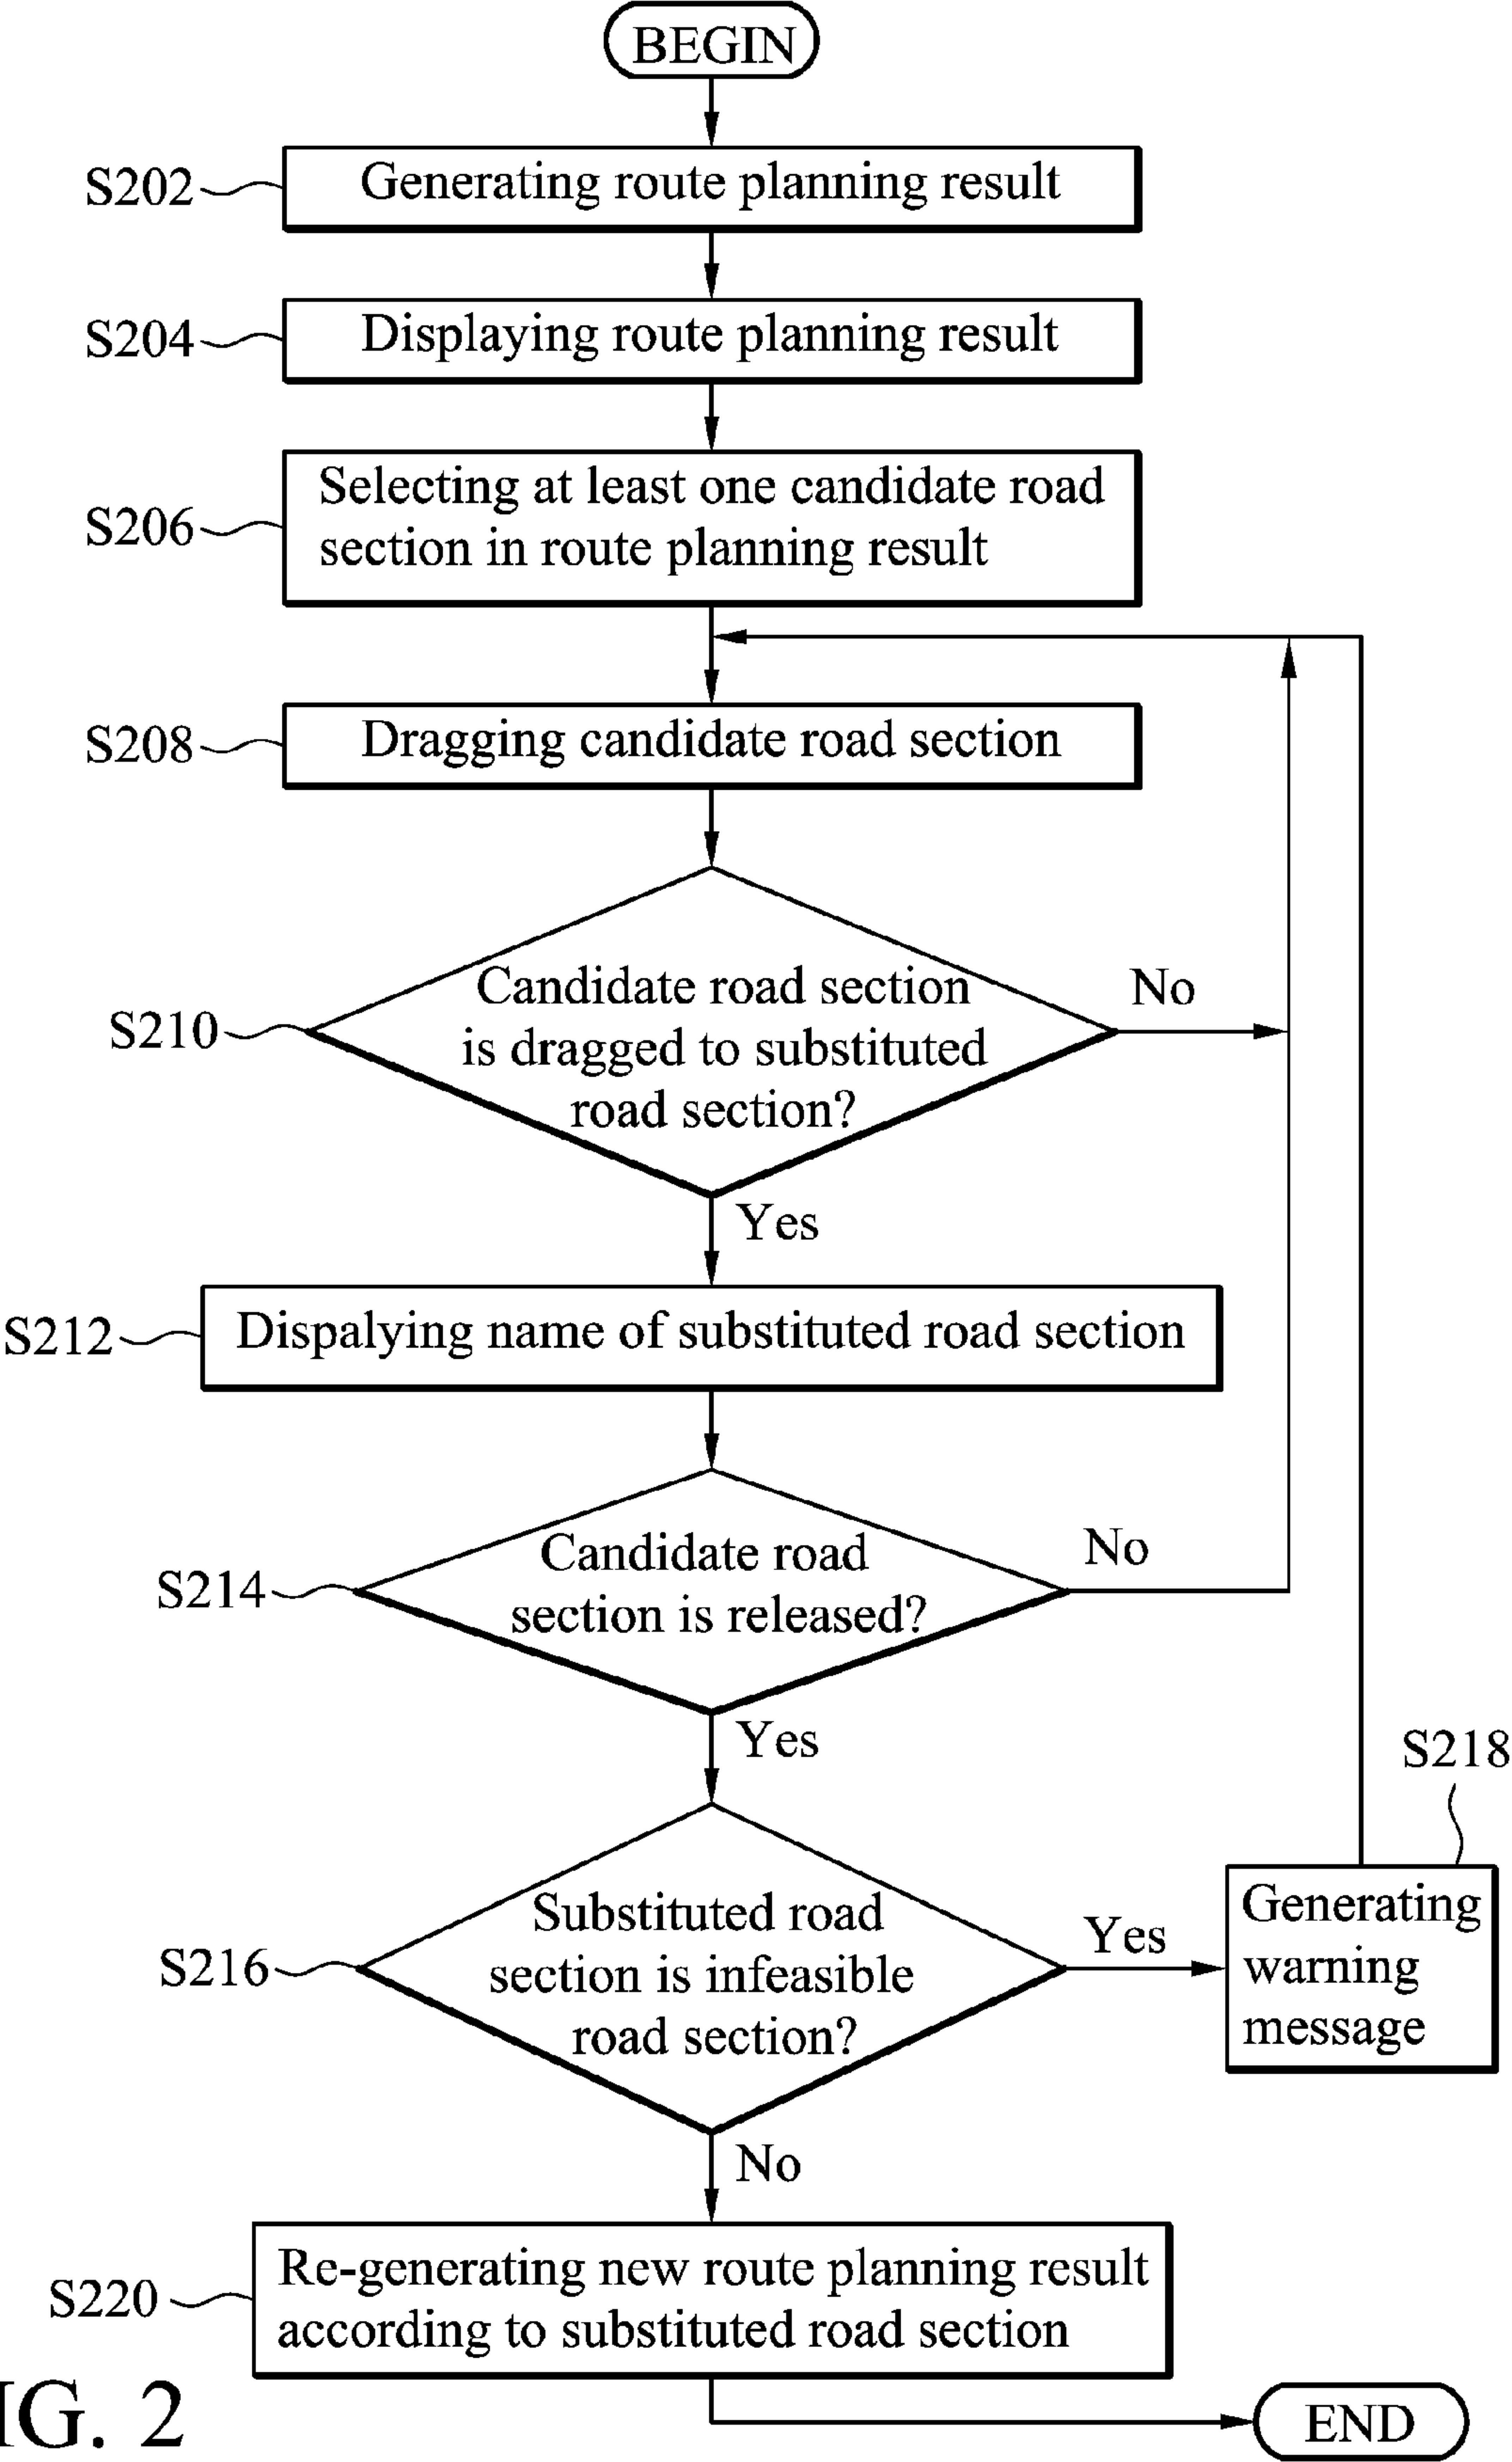 BEGIN
S202
Generating route planning result
S204
Displaying route planning result
S206
Selecting at least one candidate road
section in route planning result
S208
Dragging candidate road section
S210
Candidate road section
is dragged to substituted
road section?
No
Yes
S212
Dispalying name of substituted road section
S214
Candidate road
section is released?
No
Yes
S218
S216
Substituted road
section is infeasible
road section?
Yes
Generating
warning
message
No
S220
Re-generating new route planning result
according to substituted road section
IG. 2
END